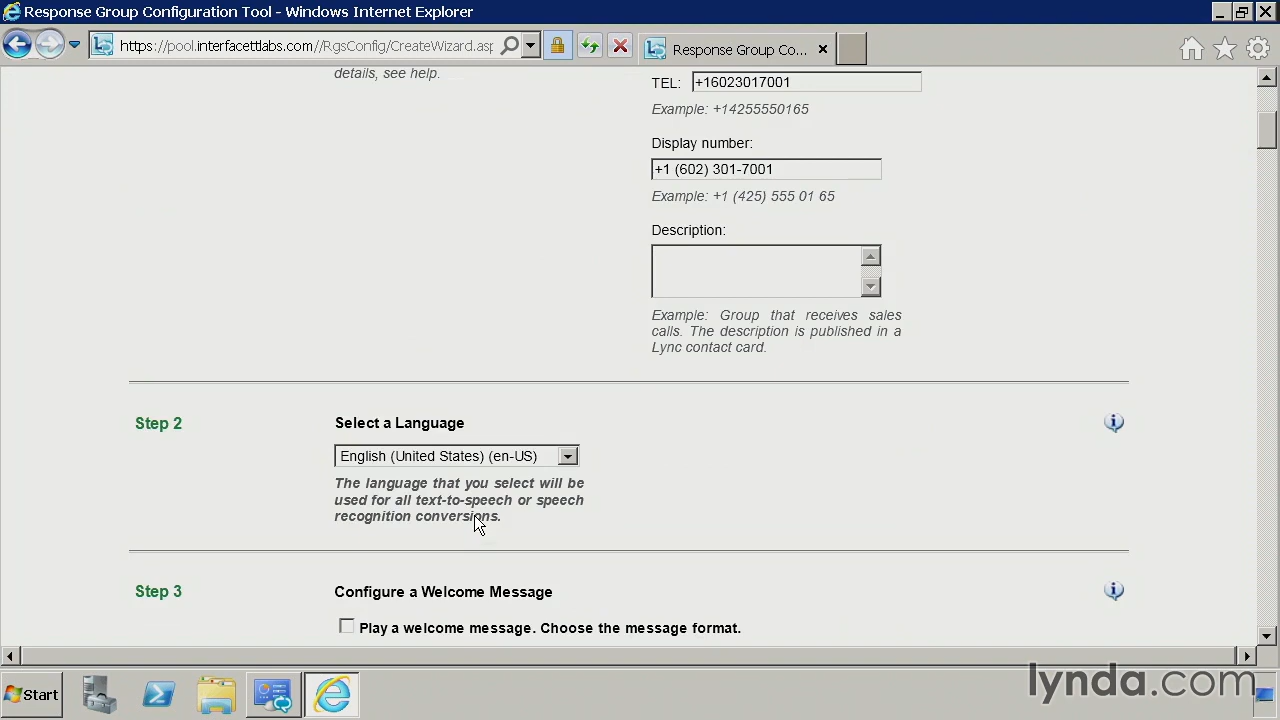 Response Group Configuration Tool - Windows Internet Explorer
https://pool.interfacettlabs.com//RgsConfig/CreateWizard.asp
Response Group Co...
details, see help.
TEL: +16023017001
Example: +14255550165
Display number:
+1 (602) 301-7001
Example: +1 (425) 555 01 65
Description:
Example: Group that receives sales
calls. The description is published in a
Lync contact card.
Step 2
Select a Language
English (United States) (en-US)
The language that you select will be
used for all text-to-speech or speech
recognition conversions.
Step 3
Configure a Welcome Message
Play a welcome message. Choose the message format.
Start
lynda.com